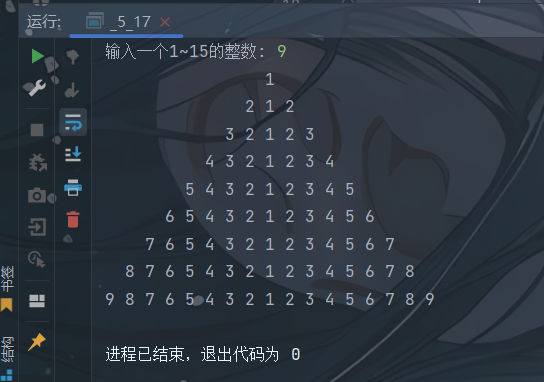 运行: _5_17 ×
输入一个1~15的整数: 9
1
2 1 2
3 2 1 2 3
4 3 2 1 2 3 4
5 4 3 2 1 2 3 4 5
6 5 4 3 2 1 2 3 4 5 6
7 6 5 4 3 2 1 2 3 4 5 6 7
8 7 6 5 4 3 2 1 2 3 4 5 6 7 8
9 8 7 6 5 4 3 2 1 2 3 4 5 6 7 8 9
进程已结束，退出代码为 0
书签
结构